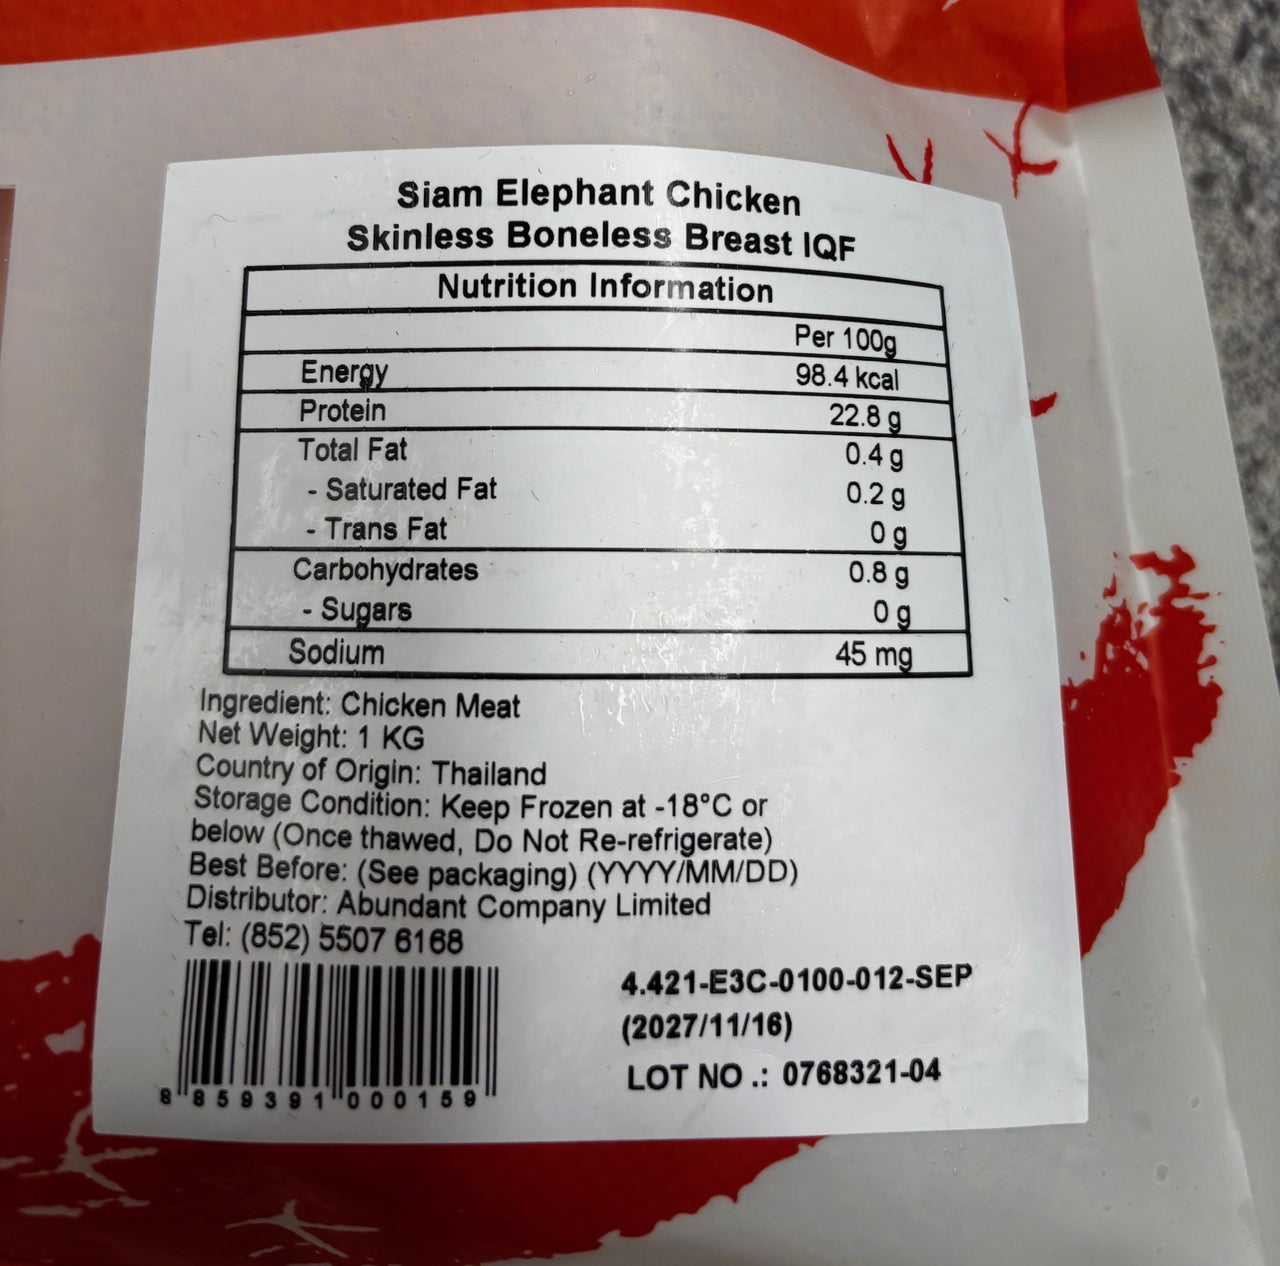 Siam Elephant Chicken
Skinless Boneless Breast IQF
Nutrition Information
Per 100g
Energy 98.4 kcal
Protein 22.8 g
Total Fat 0.4 g
- Saturated Fat 0.2 g
- Trans Fat 0 g
Carbohydrates 0.8 g
- Sugars 0 g
Sodium 45 mg
Ingredient: Chicken Meat
Net Weight: 1 KG
Country of Origin: Thailand
Storage Condition: Keep Frozen at -18°C or
below (Once thawed, Do Not Re-refrigerate)
Best Before: (See packaging) (YYYY/MM/DD)
Distributor: Abundant Company Limited
Tel: (852) 5507 6168
4.421-E3C-0100-012-SEP
(2027/11/16)
LOT NO.: 0768321-04
8 859391 000159